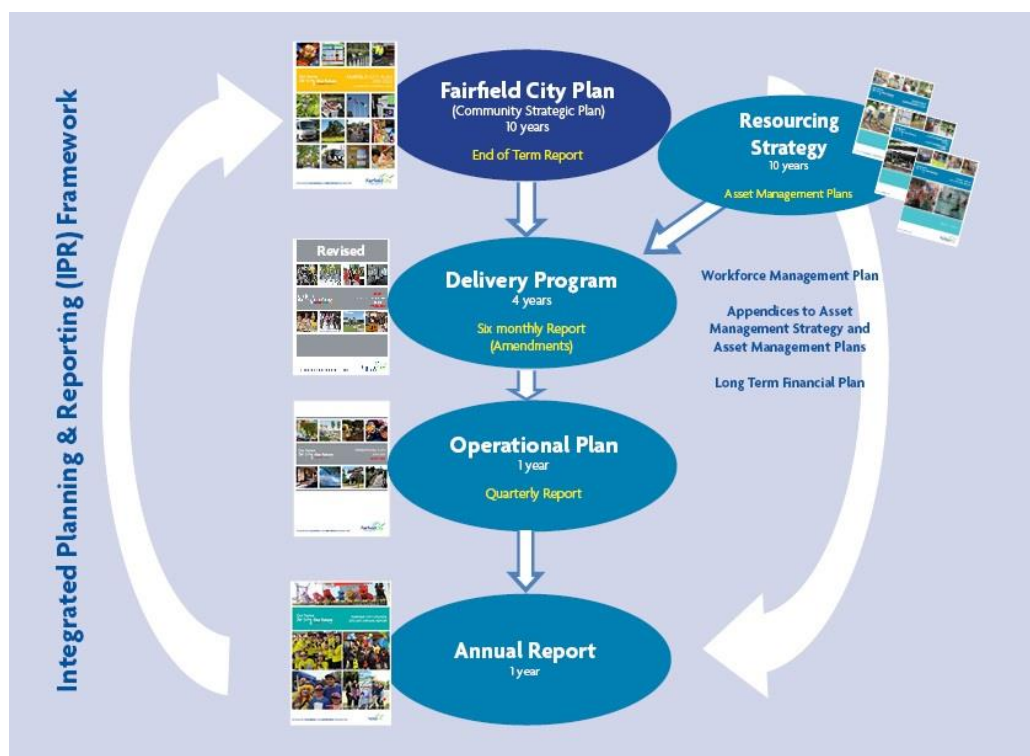 Integrated Planning & Reporting (IPR) Framework
Fairfield City Plan
(Community Strategic Plan)
10 years
End of Term Report
Resourcing
Strategy
10 years
Asset Management Plans
Revised
Delivery Program
4 years
Six monthly Report
(Amendments)
Workforce Management Plan
Appendices to Asset
Management Strategy and
Asset Management Plans
Long Term Financial Plan
Operational Plan
1 year
Quarterly Report
Annual Report
1 year